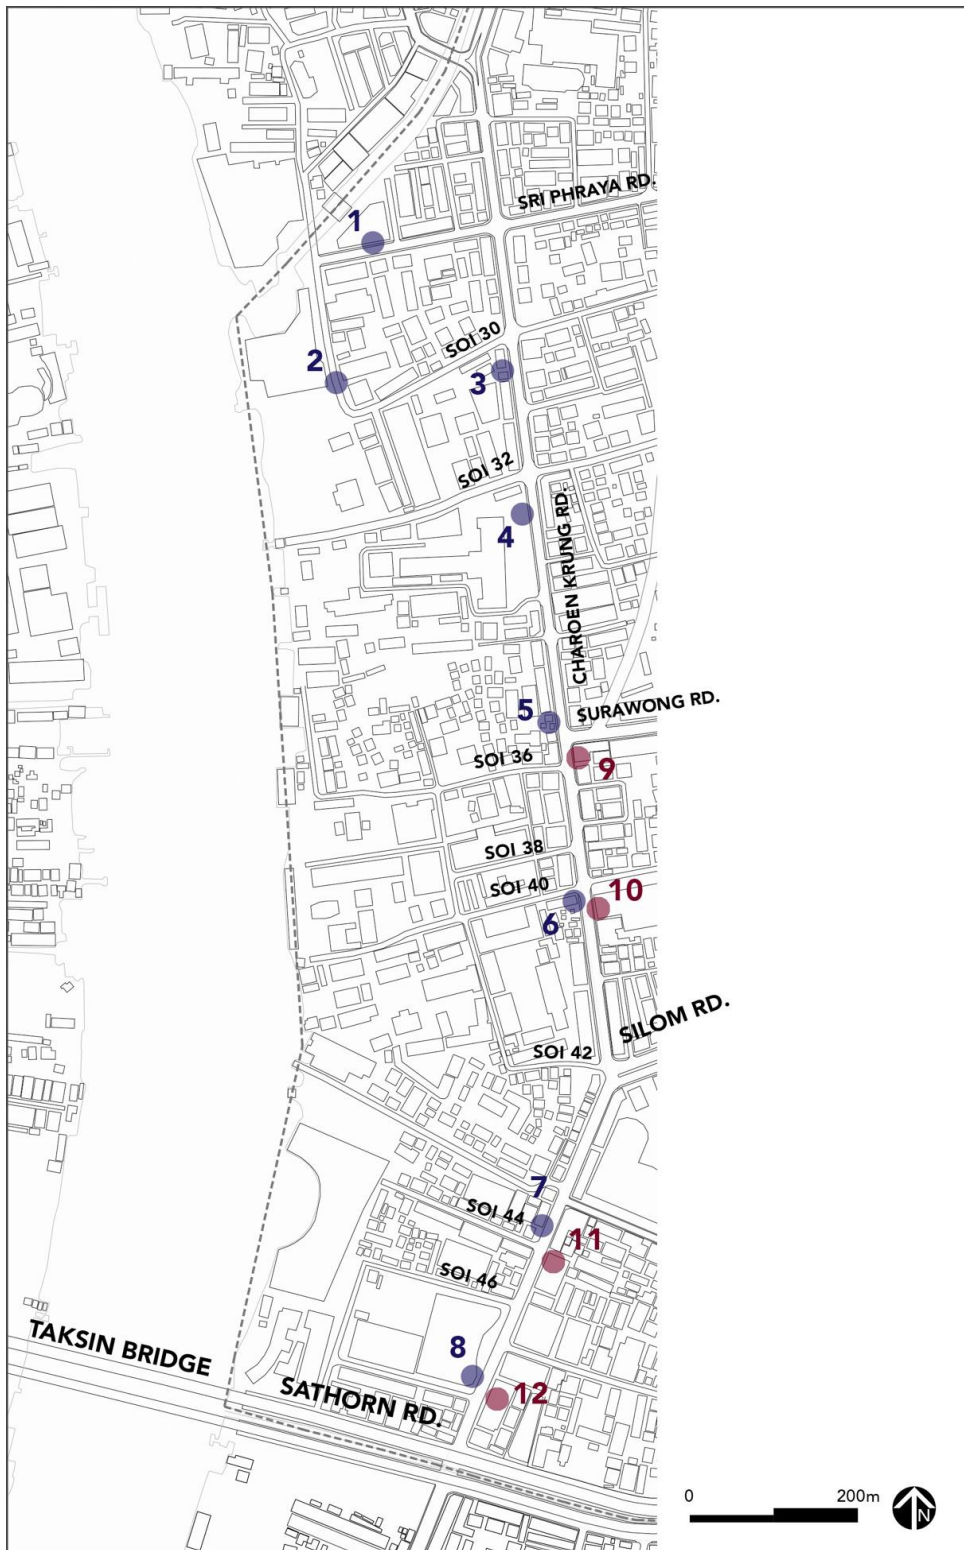 SRI PHRAYA RD.
1
SOI 30
2
3
SOI 32
4
CHAROEN KRUNG RD.
5
SURAWONG RD.
SOI 36
9
SOI 38
SOI 40
10
6
SILOM RD.
SOI 42
7
SOI 44
11
SOI 46
TAKSIN BRIDGE
8
SATHORN RD.
12
0 200m
N